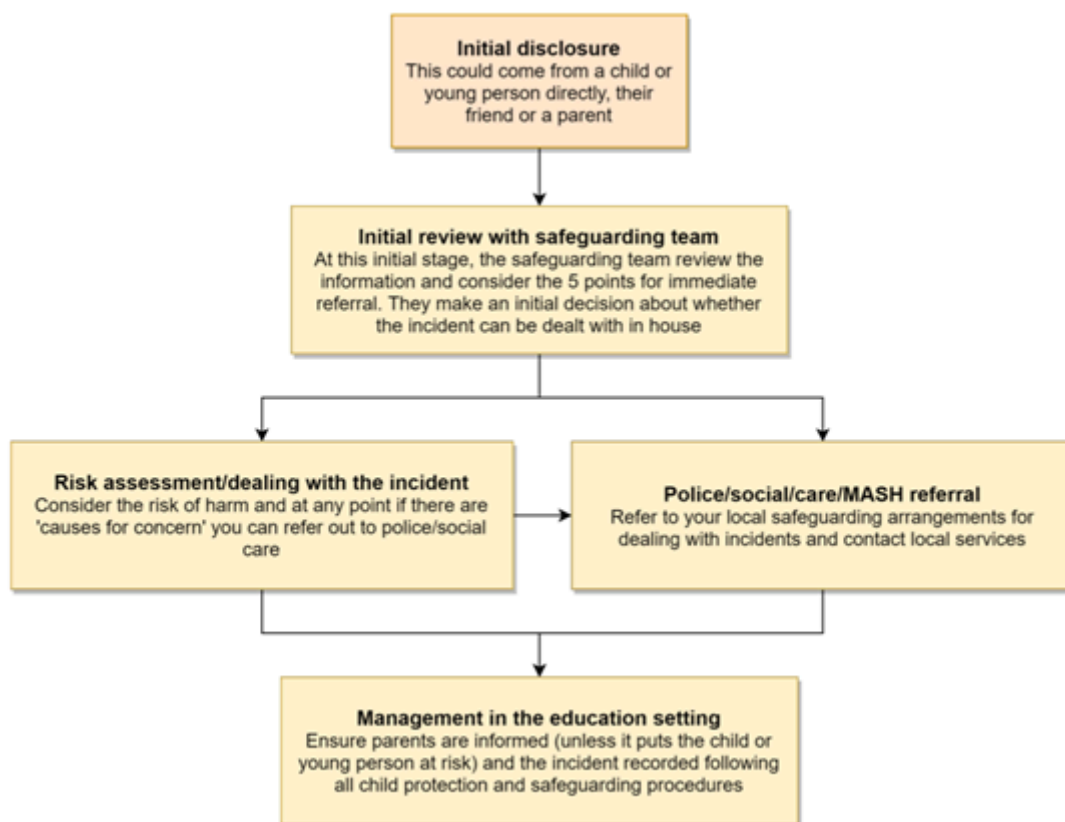 Initial disclosure
This could come from a child or
young person directly, their
friend or a parent
Initial review with safeguarding team
At this initial stage, the safeguarding team review the
information and consider the 5 points for immediate
referral. They make an initial decision about whether
the incident can be dealt with in house
Risk assessment/dealing with the incident
Consider the risk of harm and at any point if there are
'causes for concern' you can refer out to police/social
care
Police/social/care/MASH referral
Refer to your local safeguarding arrangements for
dealing with incidents and contact local services
Management in the education setting
Ensure parents are informed (unless it puts the child or
young person at risk) and the incident recorded following
all child protection and safeguarding procedures